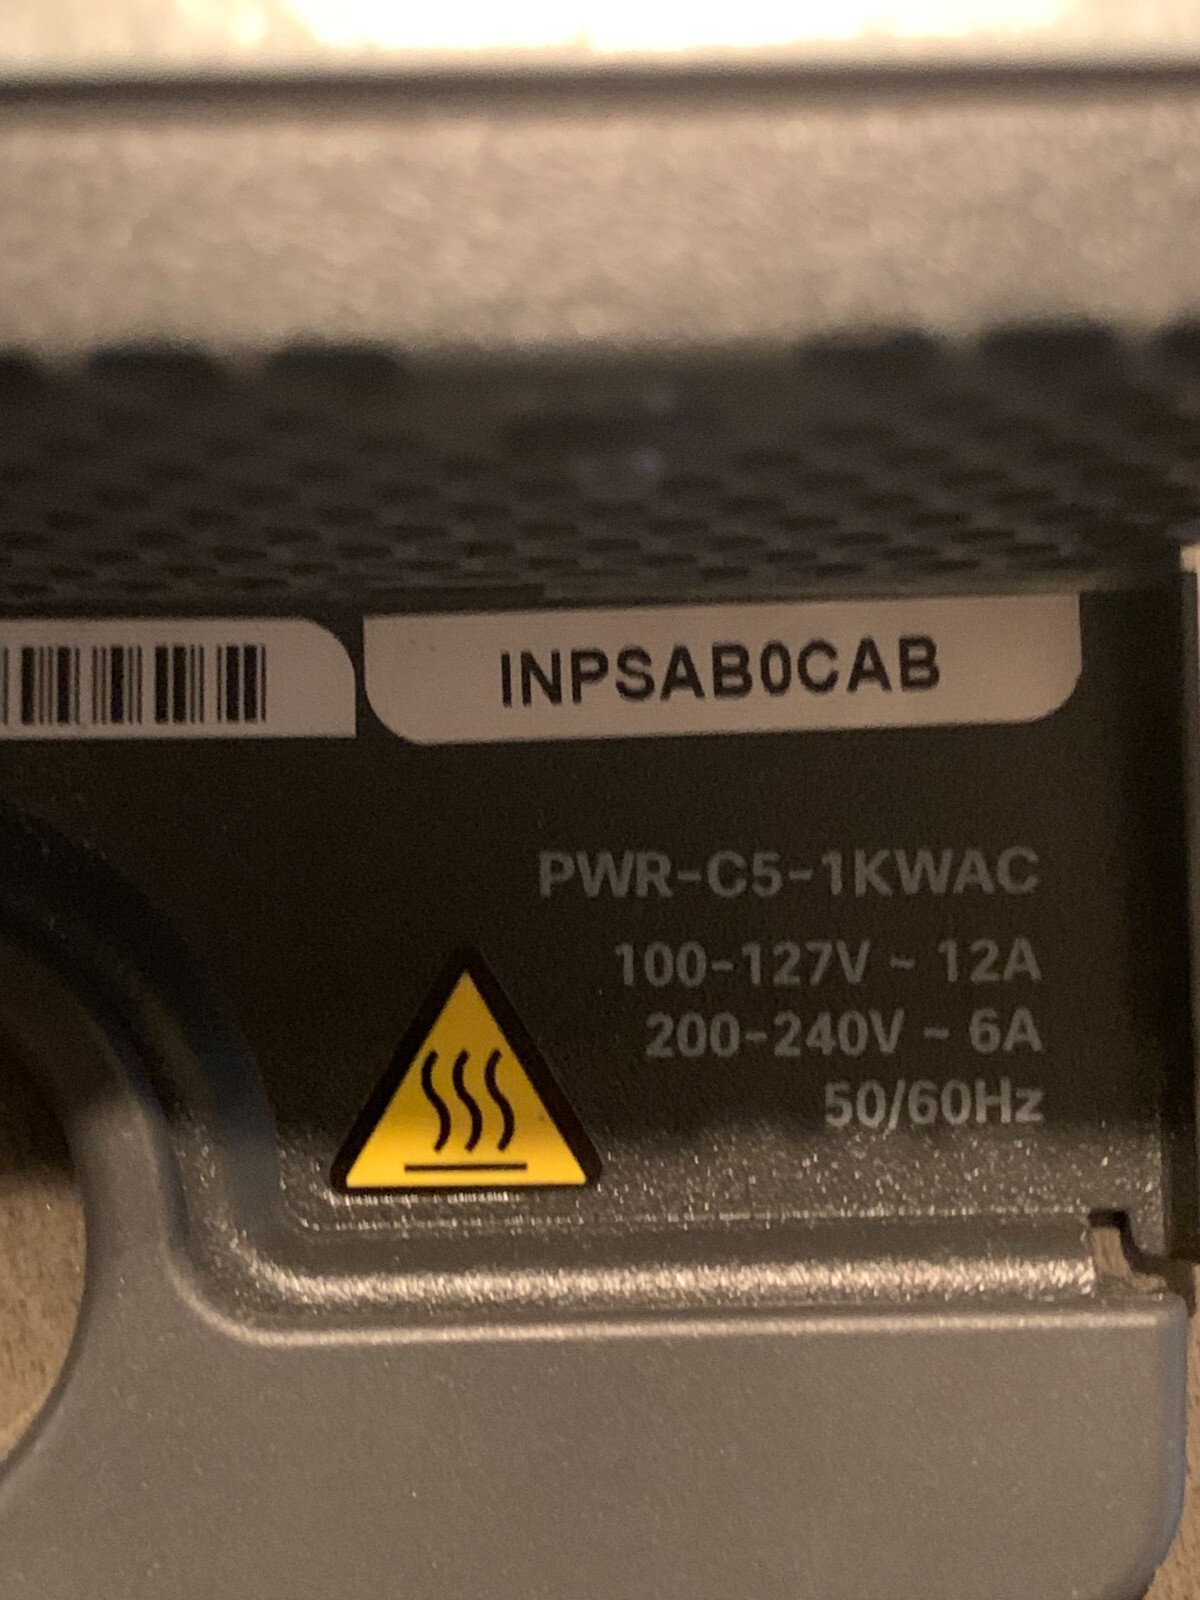 INPSAB0CAB
PWR-C5-1KWAC
100-127V ~ 12A
200-240V ~ 6A
50/60Hz